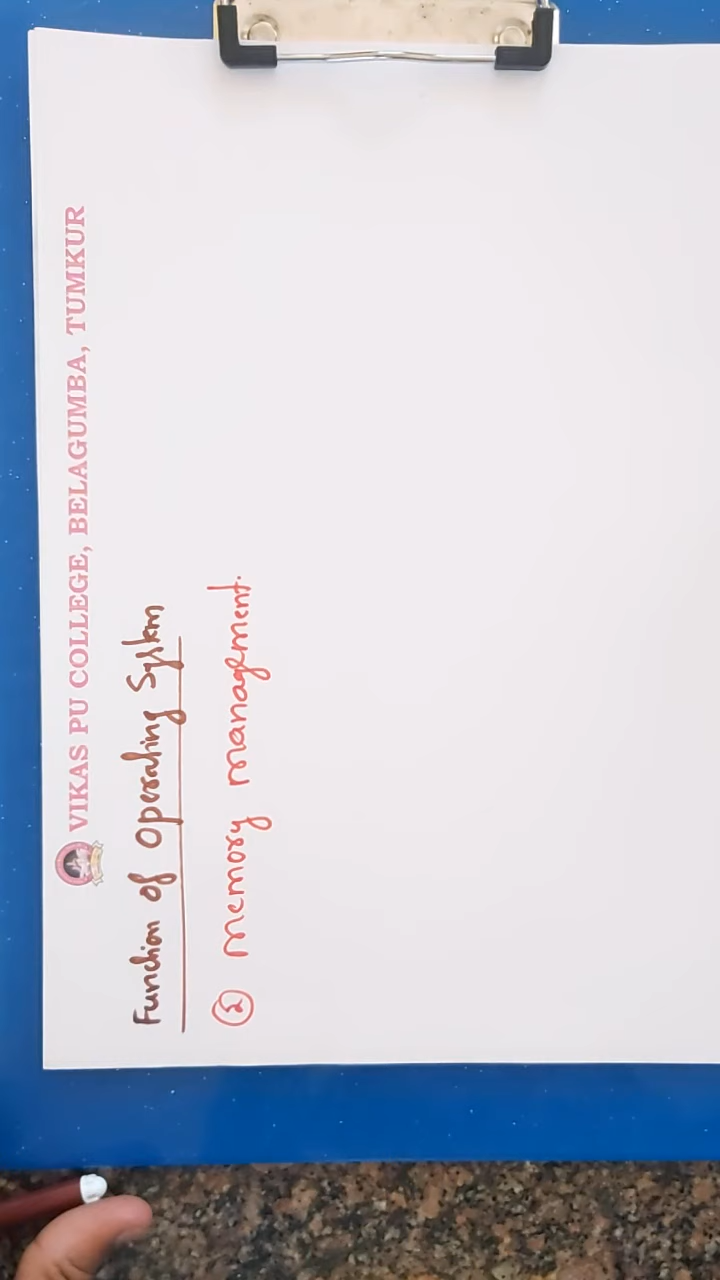 VIKAS PU COLLEGE, BELAGUMBA, TUMKUR
Function of Operating System
② Memory management.